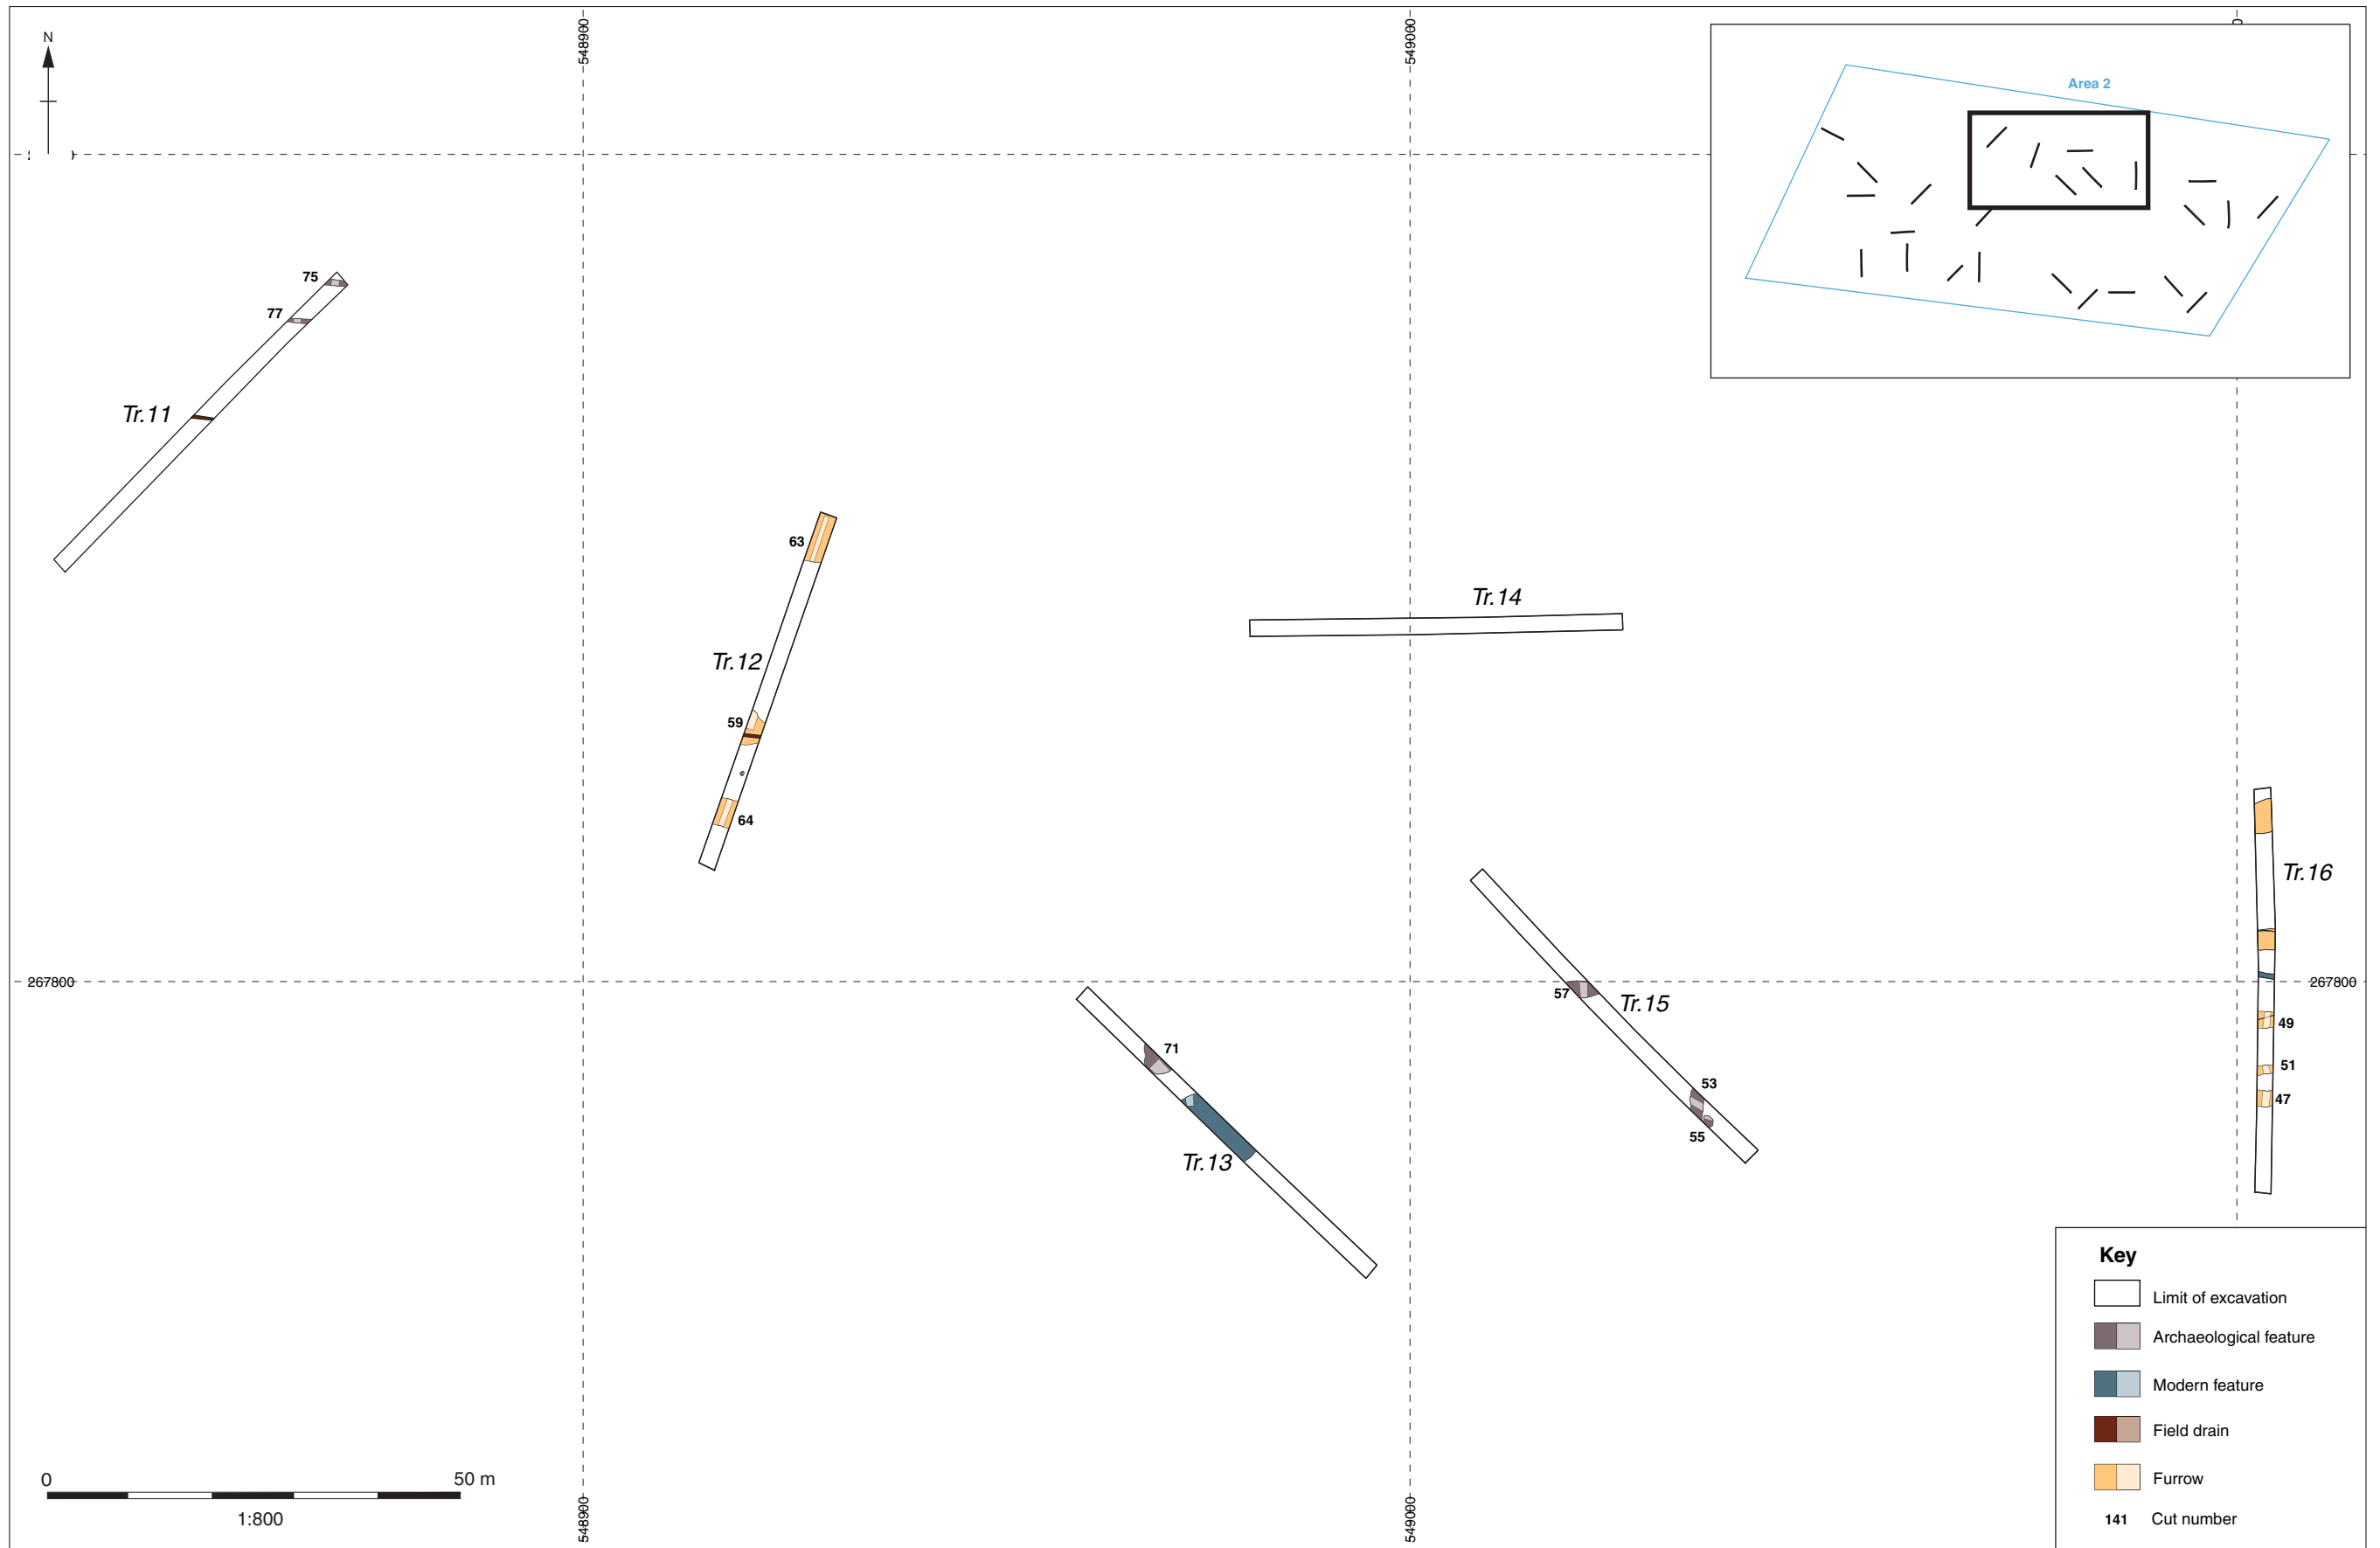 N
548900
549000
0
Area 2
75
77
Tr.11
63
Tr.12
59
64
Tr.14
Tr.16
267800
267800
57
Tr.15
49
71
51
53
47
55
Tr.13
Key
Limit of excavation
Archaeological feature
Modern feature
Field drain
Furrow
141 Cut number
0
50 m
1:800
548900
549000